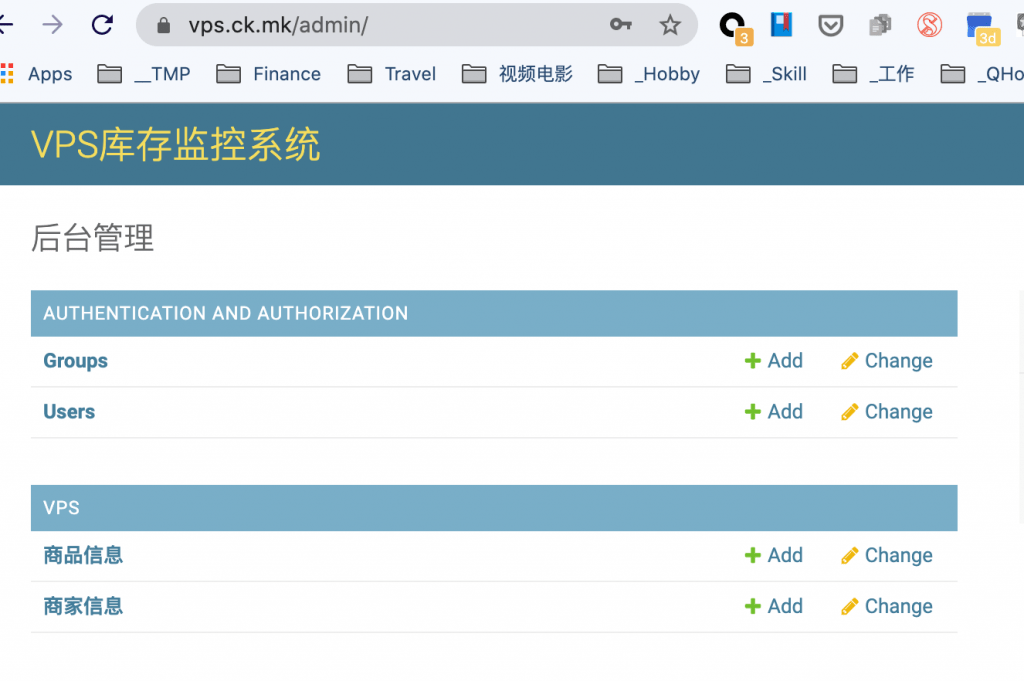 vps.ck.mk/admin/
3
3d
Apps __TMP Finance Travel 视频电影 _Hobby _Skill _工作 _QHo
VPS库存监控系统
后台管理
AUTHENTICATION AND AUTHORIZATION
Groups Add Change
Users Add Change
VPS
商品信息 Add Change
商家信息 Add Change